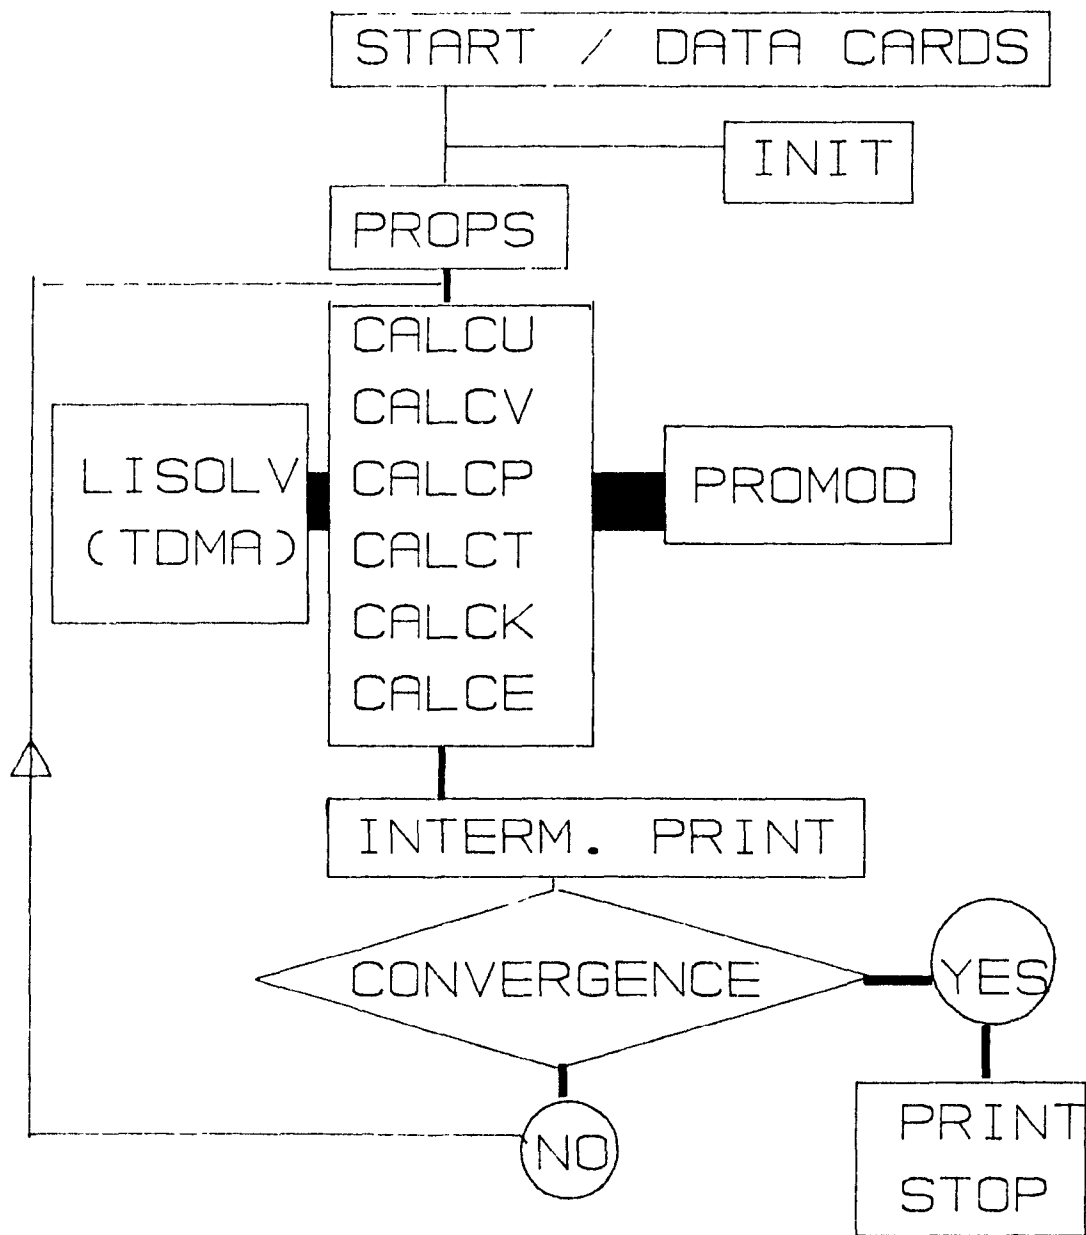 START / DATA CARDS
INIT
PROPS
CALCU
CALCV
CALCP
CALCT
CALCK
CALCE
LISOLV
(TDMA)
PROMOD
INTERM. PRINT
CONVERGENCE
YES
NO
PRINT
STOP